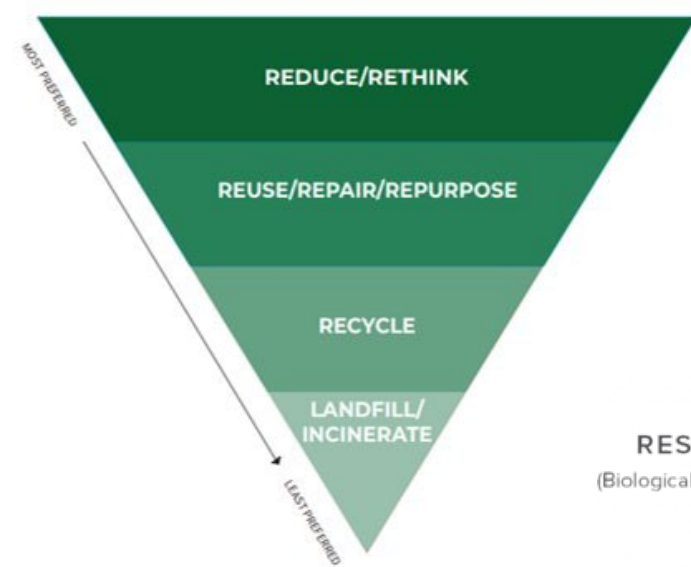 REDUCE/RETHINK
MOST PREFERRED
REUSE/REPAIR/REPURPOSE
RECYCLE
LANDFILL/
INCINERATE
LEAST PREFERRED
RES
(Biological